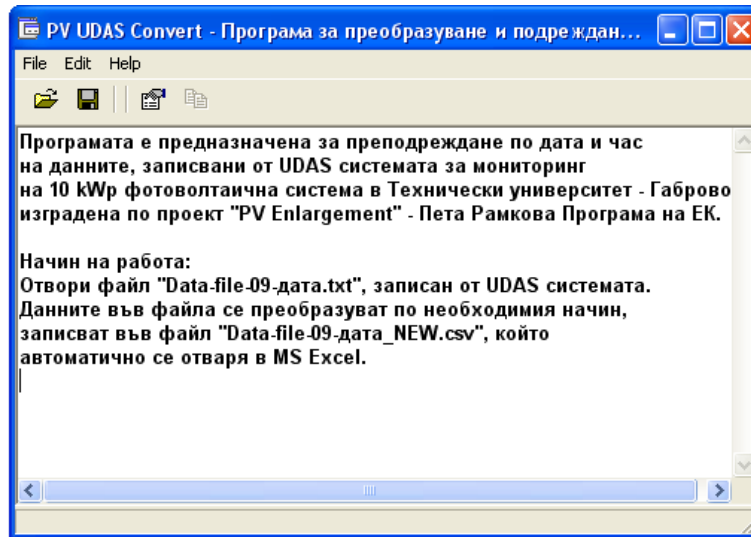 PV UDAS Convert - Програма за преобразуване и подреждан...
File Edit Help
Програмата е предназначена за преподреждане по дата и час
на данните, записвани от UDAS системата за мониторинг
на 10 kWp фотоволтаична система в Технически университет - Габрово
изградена по проект "PV Enlargement" - Пета Рамкова Програма на ЕК.
Начин на работа:
Отвори файл "Data-file-09-дата.txt", записан от UDAS системата.
Данните във файла се преобразуват по необходимия начин,
записват във файл "Data-file-09-дата_NEW.csv", който
автоматично се отваря в MS Excel.